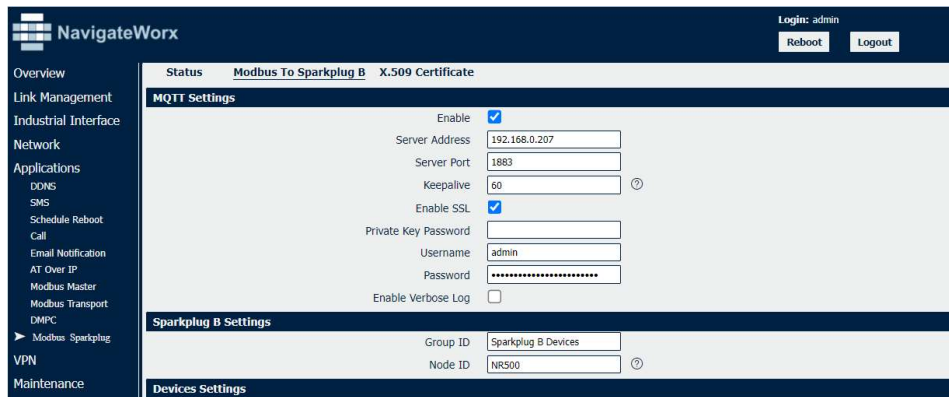 NavigateWorx
Login: admin
Reboot Logout
Overview
Link Management
Industrial Interface
Network
Applications
DDNS
SMS
Schedule Reboot
Call
Email Notification
AT Over IP
Modbus Master
Modbus Transport
DMPC
➤ Modbus Sparkplug
VPN
Maintenance
Status Modbus To Sparkplug B X.509 Certificate
MQTT Settings
Enable
Server Address 192.168.0.207
Server Port 1883
Keepalive 60 ?
Enable SSL
Private Key Password
Username admin
Password ••••••••••••••••••••••••
Enable Verbose Log
Sparkplug B Settings
Group ID Sparkplug B Devices
Node ID NR500 ?
Devices Settings